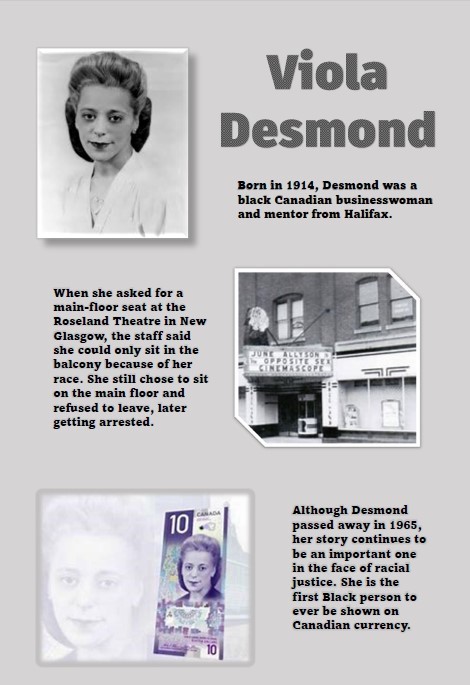 Viola
Desmond
Born in 1914, Desmond was a
black Canadian businesswoman
and mentor from Halifax.
When she asked for a
main-floor seat at the
Roseland Theatre in New
Glasgow, the staff said
she could only sit in the
balcony because of her
race. She still chose to sit
on the main floor and
refused to leave, later
getting arrested.
JUNE ALLYSON IN
OPPOSITE SEX
CINEMASCOPE
Although Desmond
passed away in 1965,
her story continues to
be an important one
in the face of racial
justice. She is the
first Black person to
ever be shown on
Canadian currency.
10
CANADA
10